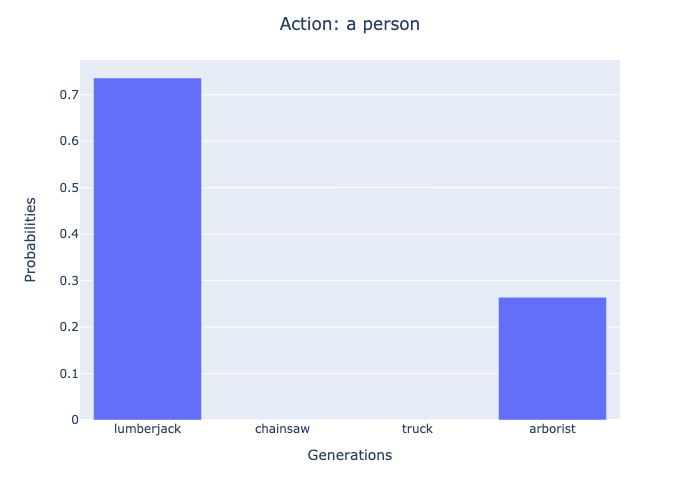 Action: a person
0.7
0.6
0.5
0.4
0.3
0.2
0.1
0
Probabilities
lumberjack chainsaw truck arborist
Generations